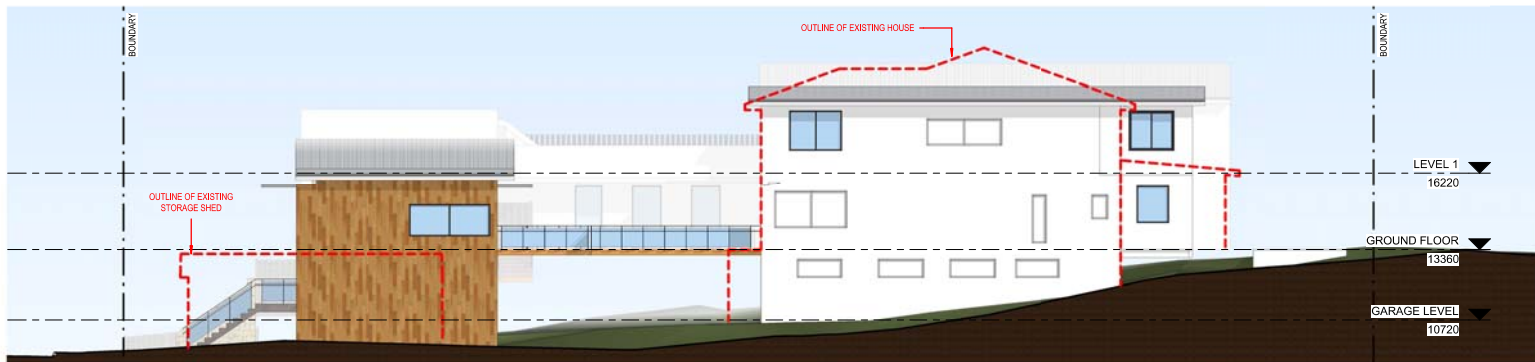 BOUNDARY
OUTLINE OF EXISTING HOUSE
BOUNDARY
OUTLINE OF EXISTING
STORAGE SHED
LEVEL 1
16220
GROUND FLOOR
13360
GARAGE LEVEL
10720